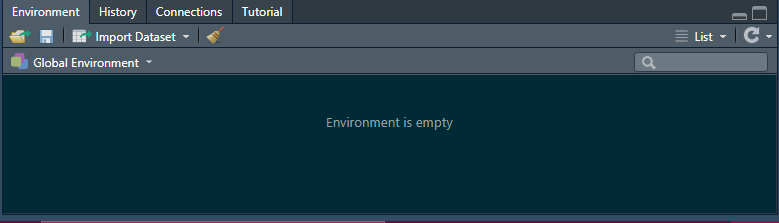 Environment History Connections Tutorial
Import Dataset List
Global Environment
Environment is empty